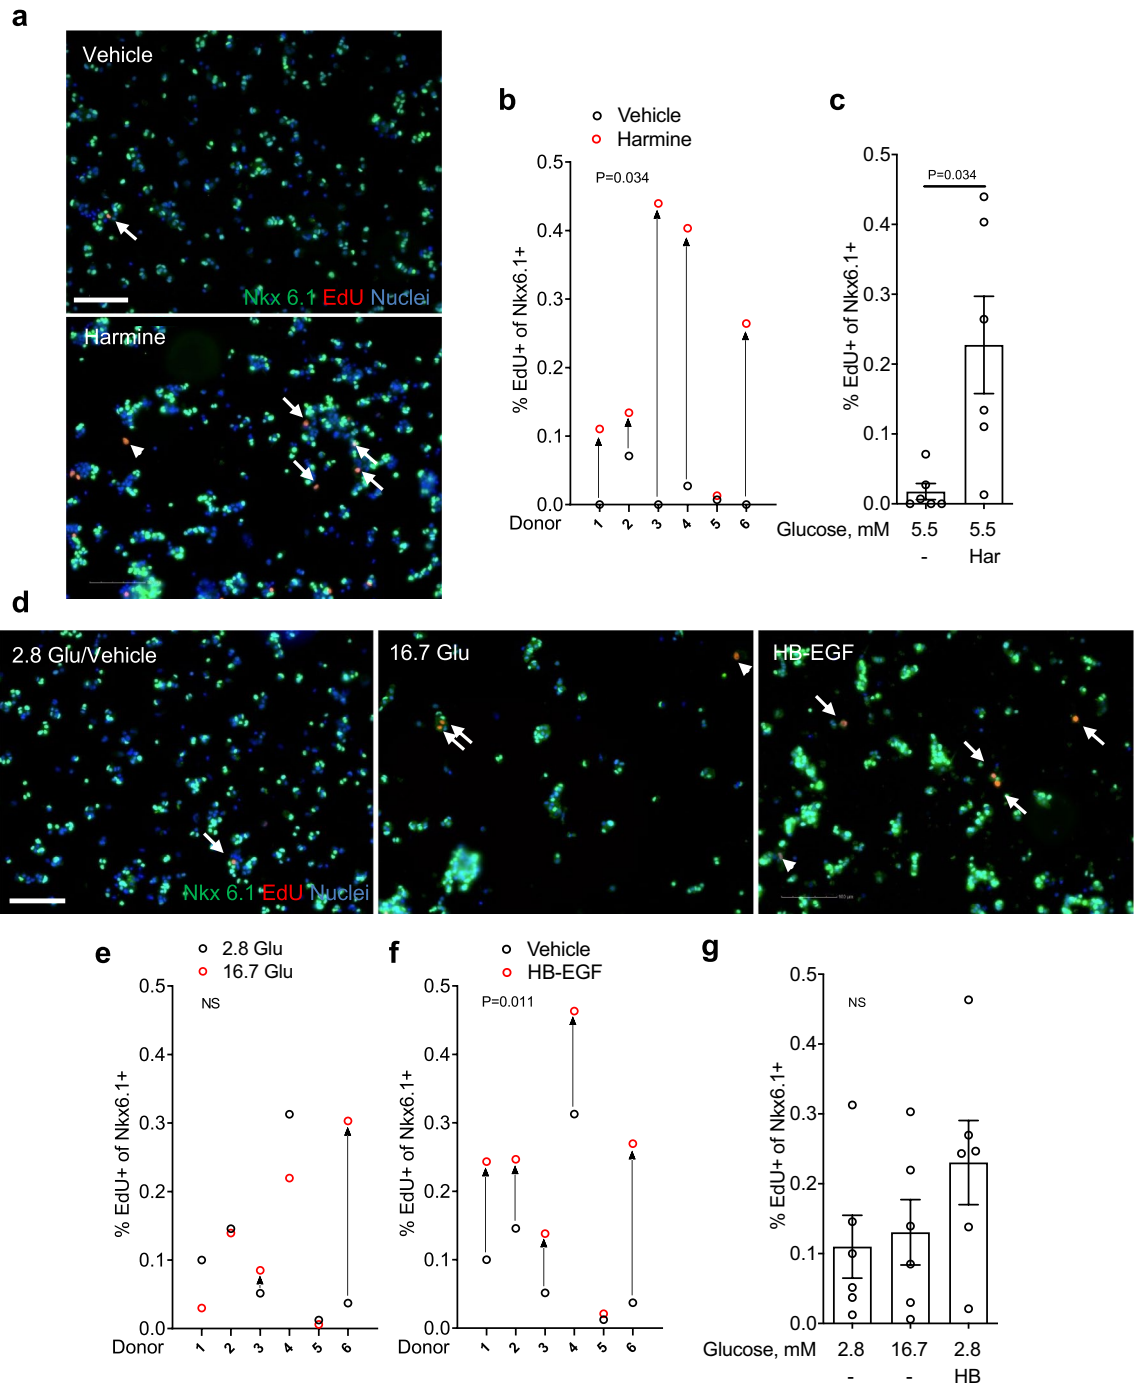 a
Vehicle
Nkx 6.1 EdU Nuclei
Harmine
b
Vehicle
Harmine
P=0.034
% EdU+ of Nkx6.1+
0.5
0.4
0.3
0.2
0.1
0.0
Donor 1 2 3 4 5 6
c
P=0.034
% EdU+ of Nkx6.1+
0.5
0.4
0.3
0.2
0.1
0.0
Glucose, mM 5.5 5.5
- Har
d
2.8 Glu/Vehicle
Nkx 6.1 EdU Nuclei
16.7 Glu
HB-EGF
e
2.8 Glu
16.7 Glu
NS
% EdU+ of Nkx6.1+
0.5
0.4
0.3
0.2
0.1
0.0
Donor 1 2 3 4 5 6
f
Vehicle
HB-EGF
P=0.011
% EdU+ of Nkx6.1+
0.5
0.4
0.3
0.2
0.1
0.0
Donor 1 2 3 4 5 6
g
NS
% EdU+ of Nkx6.1+
0.5
0.4
0.3
0.2
0.1
0.0
Glucose, mM 2.8 16.7 2.8
- - HB